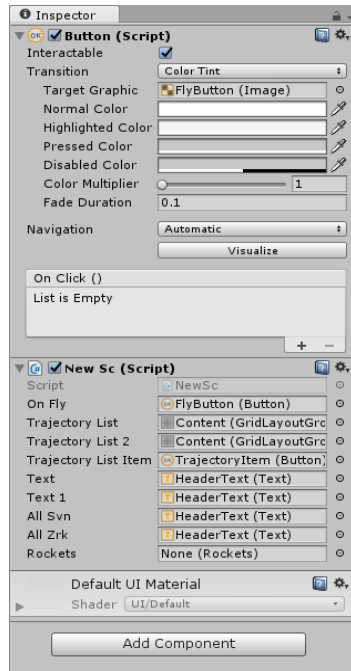 Inspector
Button (Script)
Interactable
Transition Color Tint
Target Graphic FlyButton (Image)
Normal Color
Highlighted Color
Pressed Color
Disabled Color
Color Multiplier 1
Fade Duration 0.1
Navigation Automatic
Visualize
On Click ()
List is Empty
+ −
New Sc (Script)
Script NewSc
On Fly FlyButton (Button)
Trajectory List Content (GridLayoutGrc
Trajectory List 2 Content (GridLayoutGrc
Trajectory List Item TrajectoryItem (Button)
Text HeaderText (Text)
Text 1 HeaderText (Text)
All Svn HeaderText (Text)
All Zrk HeaderText (Text)
Rockets None (Rockets)
Default UI Material
Shader UI/Default
Add Component